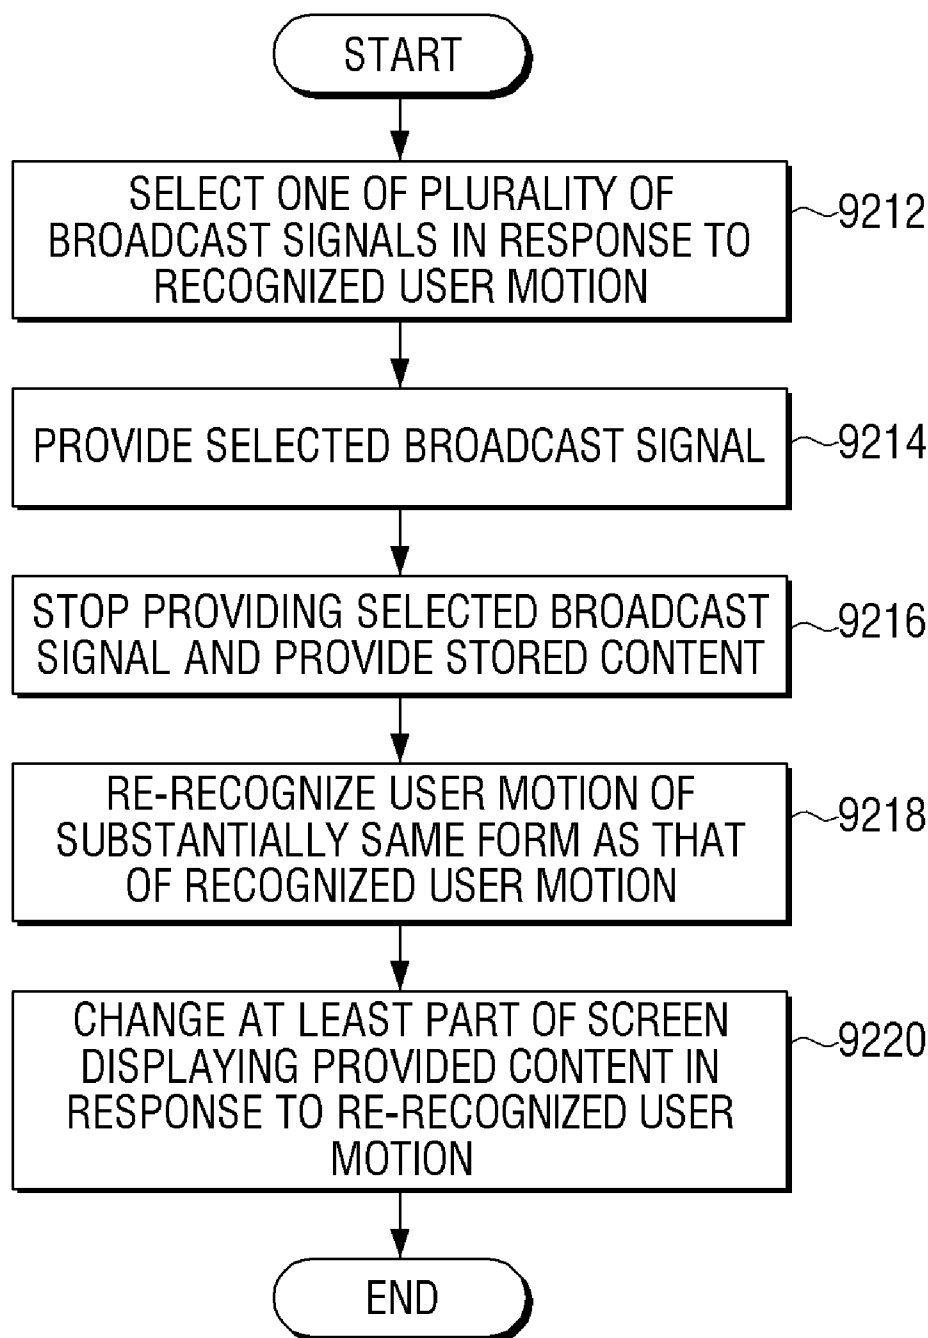 START
SELECT ONE OF PLURALITY OF
BROADCAST SIGNALS IN RESPONSE TO
RECOGNIZED USER MOTION
9212
PROVIDE SELECTED BROADCAST SIGNAL
9214
STOP PROVIDING SELECTED BROADCAST
SIGNAL AND PROVIDE STORED CONTENT
9216
RE-RECOGNIZE USER MOTION OF
SUBSTANTIALLY SAME FORM AS THAT
OF RECOGNIZED USER MOTION
9218
CHANGE AT LEAST PART OF SCREEN
DISPLAYING PROVIDED CONTENT IN
RESPONSE TO RE-RECOGNIZED USER
MOTION
9220
END